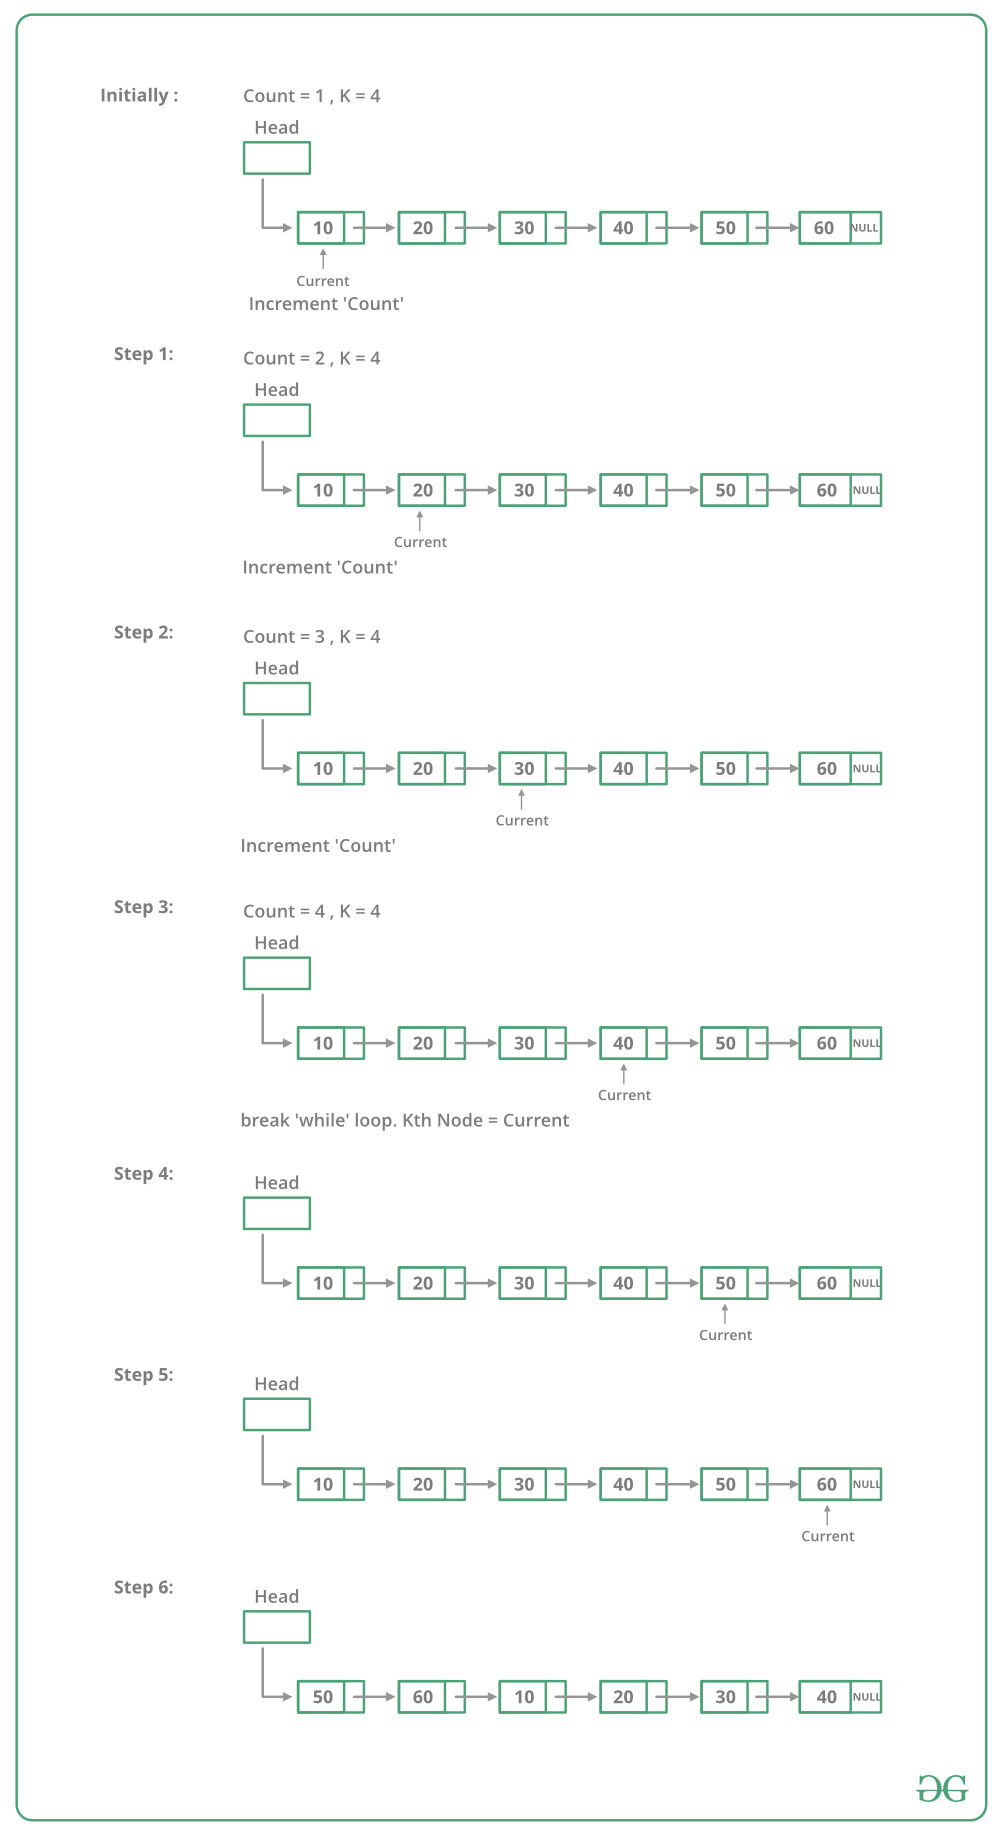 Initially :
Count = 1 , K = 4
Head
10 20 30 40 50 60 NULL
Current
Increment 'Count'
Step 1:
Count = 2 , K = 4
Head
10 20 30 40 50 60 NULL
Current
Increment 'Count'
Step 2:
Count = 3 , K = 4
Head
10 20 30 40 50 60 NULL
Current
Increment 'Count'
Step 3:
Count = 4 , K = 4
Head
10 20 30 40 50 60 NULL
Current
break 'while' loop. Kth Node = Current
Step 4:
Head
10 20 30 40 50 60 NULL
Current
Step 5:
Head
10 20 30 40 50 60 NULL
Current
Step 6:
Head
50 60 10 20 30 40 NULL